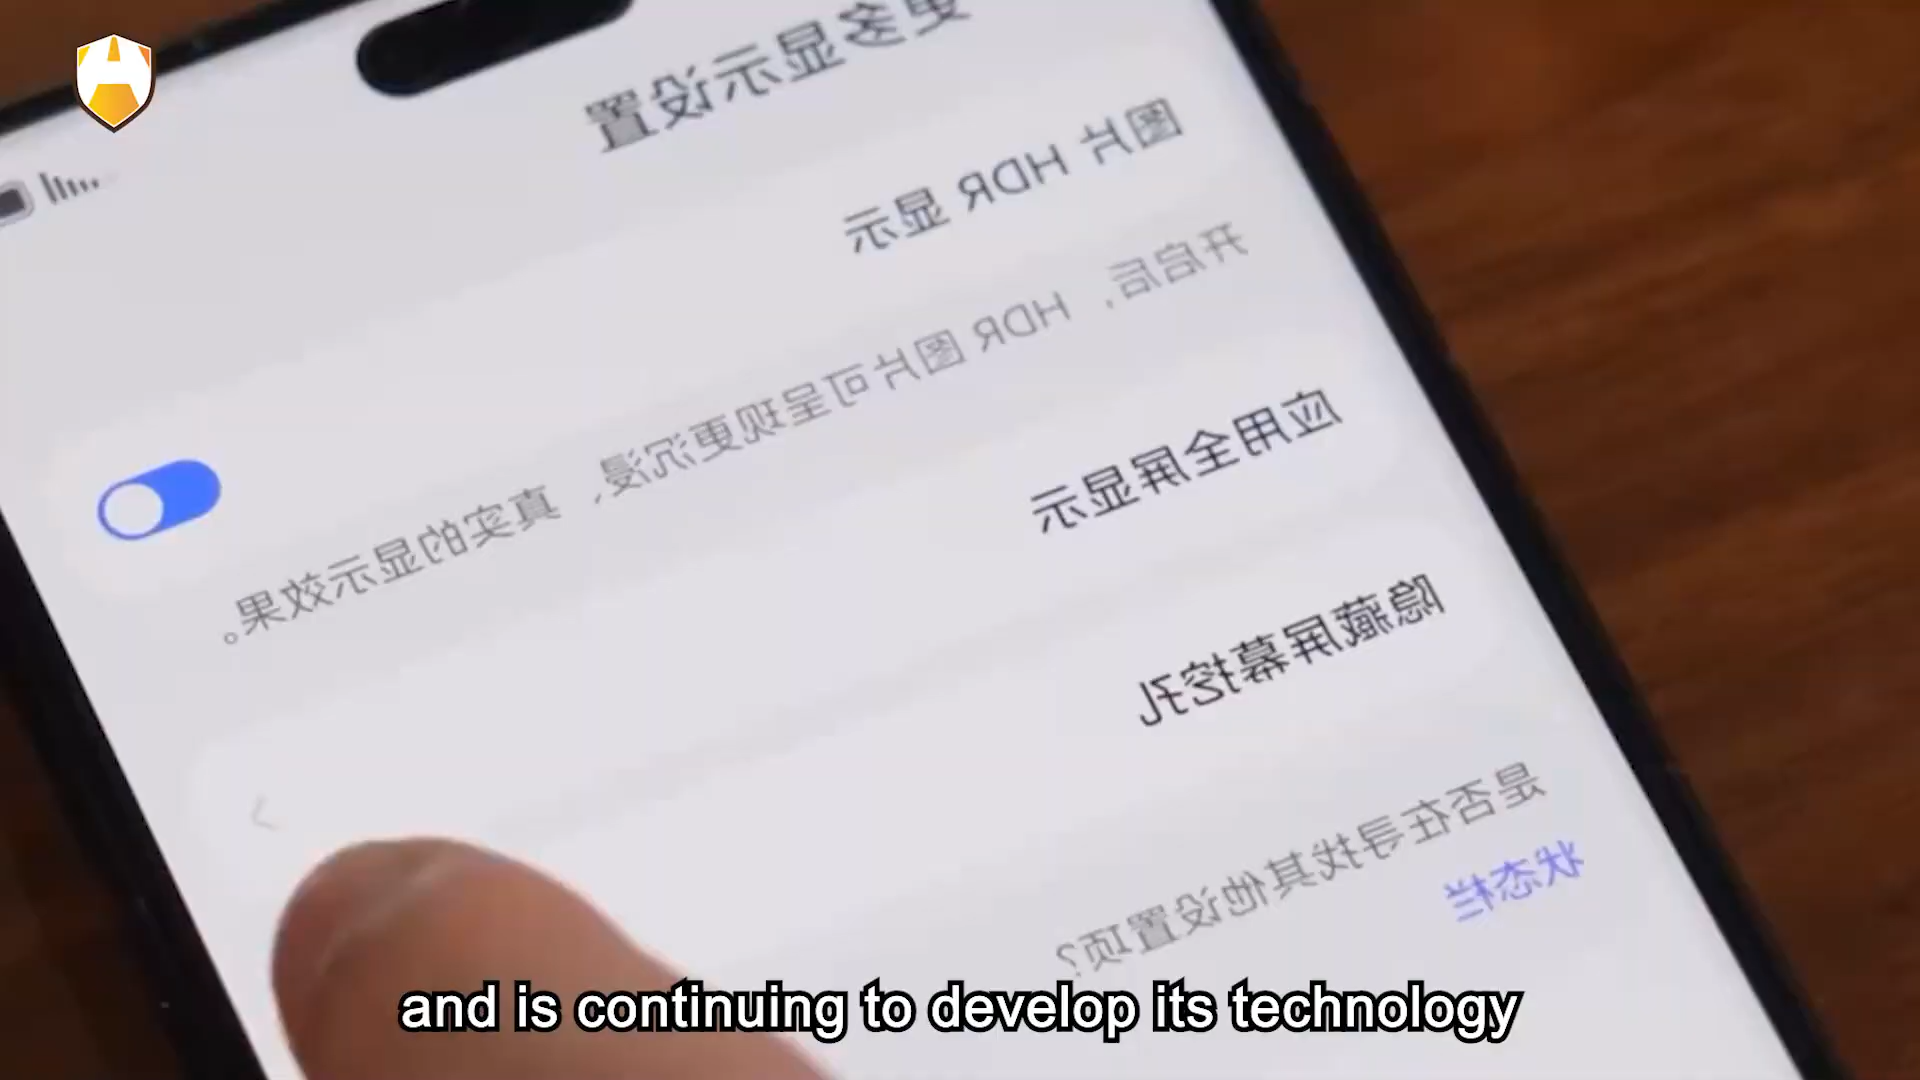 更多显示设置
图片 HDR 显示
开启后，HDR 图片可呈现更沉浸、真实的显示效果。
应用全屏显示
隐藏屏幕挖孔
是否在寻找其他设置项?
状态栏
and is continuing to develop its technology